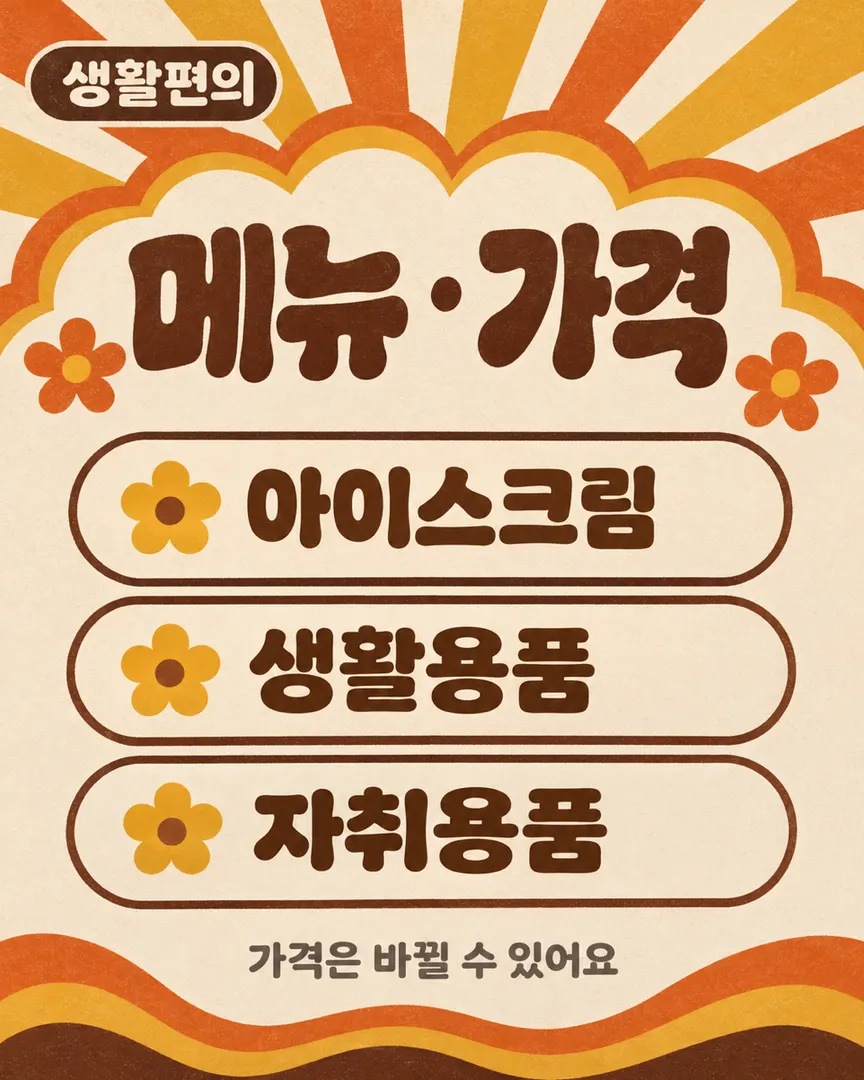 생활편의
메뉴·가격
아이스크림
생활용품
자취용품
가격은 바뀔 수 있어요